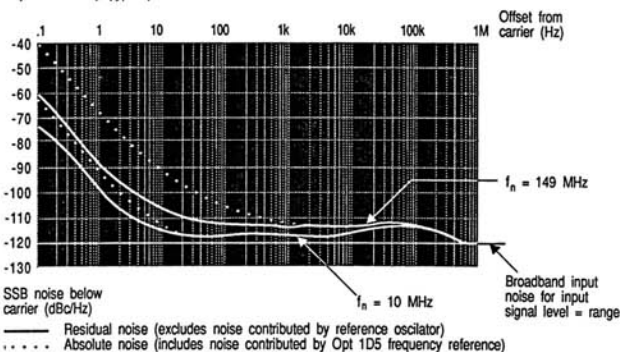 Offset from
carrier (Hz)
.1 1 10 100 1k 10k 100k 1M
-40
-60
-70
-80
-90
-100
-110
-120
-130
fn = 149 MHz
fn = 10 MHz
Broadband input
noise for input
signal level = range
SSB noise below
carrier (dBc/Hz)
Residual noise (excludes noise contributed by reference oscilator)
Absolute noise (includes noise contributed by Opt 1D5 frequency reference)